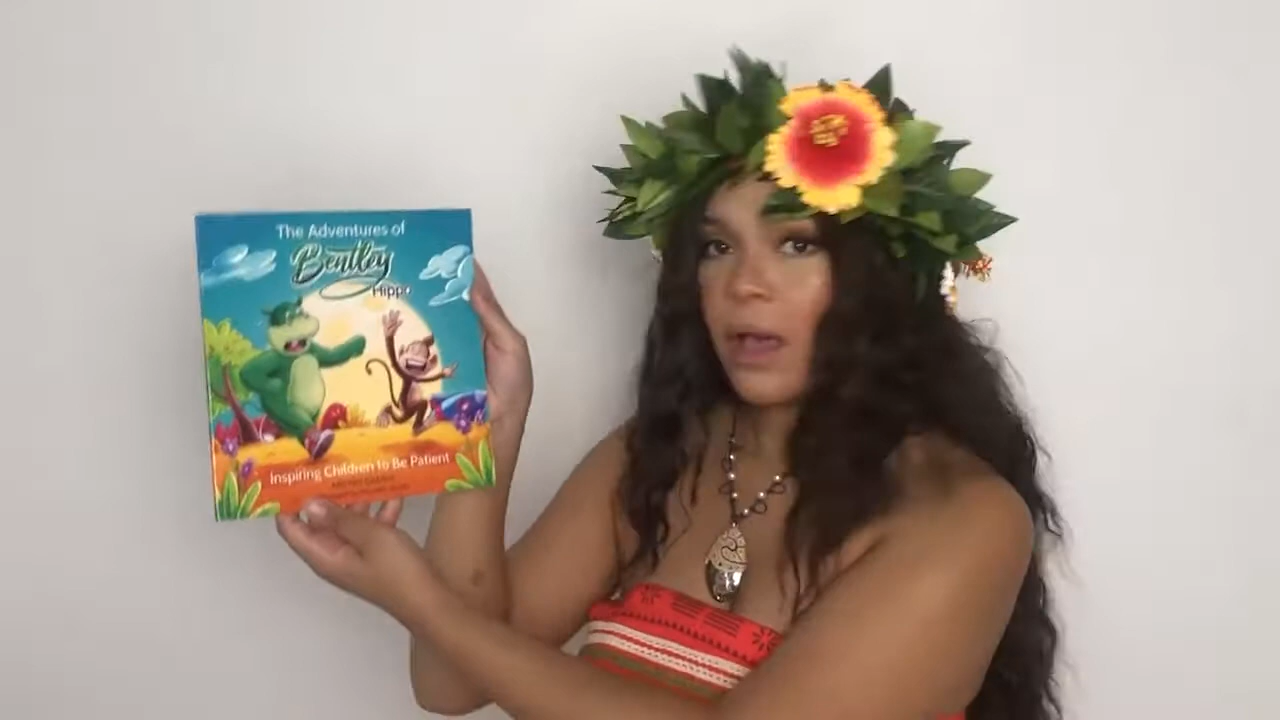 The Adventures of
Bentley
Hippo
Inspiring Children to Be Patient